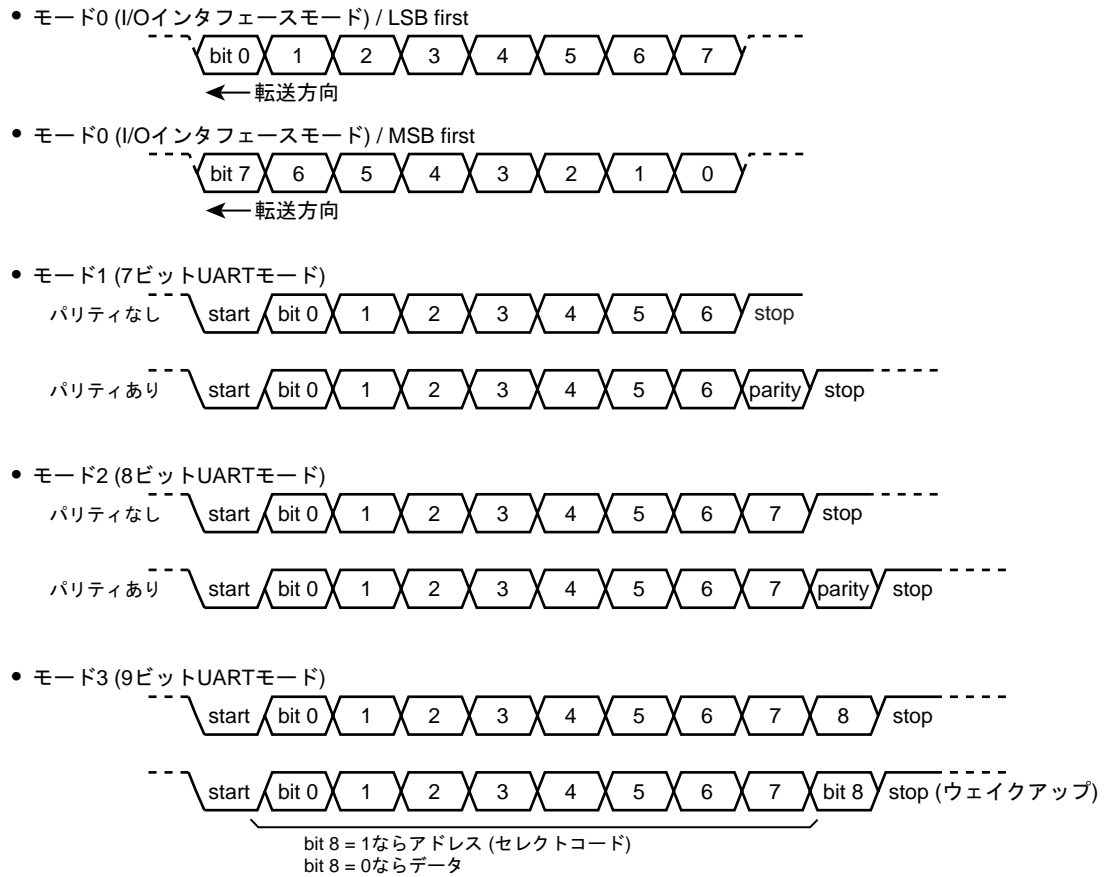 • モード0 (I/Oインタフェースモード) / LSB first
bit 0 1 2 3 4 5 6 7
転送方向
• モード0 (I/Oインタフェースモード) / MSB first
bit 7 6 5 4 3 2 1 0
転送方向
• モード1 (7ビットUARTモード)
パリティなし start bit 0 1 2 3 4 5 6 stop
パリティあり start bit 0 1 2 3 4 5 6 parity stop
• モード2 (8ビットUARTモード)
パリティなし start bit 0 1 2 3 4 5 6 7 stop
パリティあり start bit 0 1 2 3 4 5 6 7 parity stop
• モード3 (9ビットUARTモード)
start bit 0 1 2 3 4 5 6 7 8 stop
start bit 0 1 2 3 4 5 6 7 bit 8 stop (ウェイクアップ)
bit 8 = 1ならアドレス (セレクトコード)
bit 8 = 0ならデータ